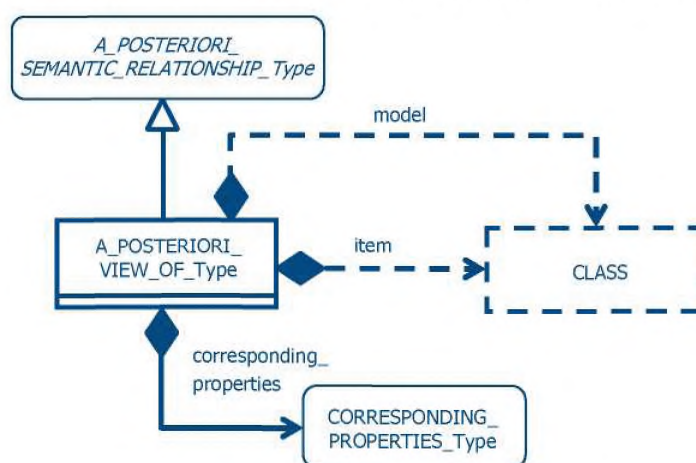 A_POSTERIORI_
SEMANTIC_RELATIONSHIP_Type
model
A_POSTERIORI_
VIEW_OF_Type
item
CLASS
corresponding_
properties
CORRESPONDING_
PROPERTIES_Type